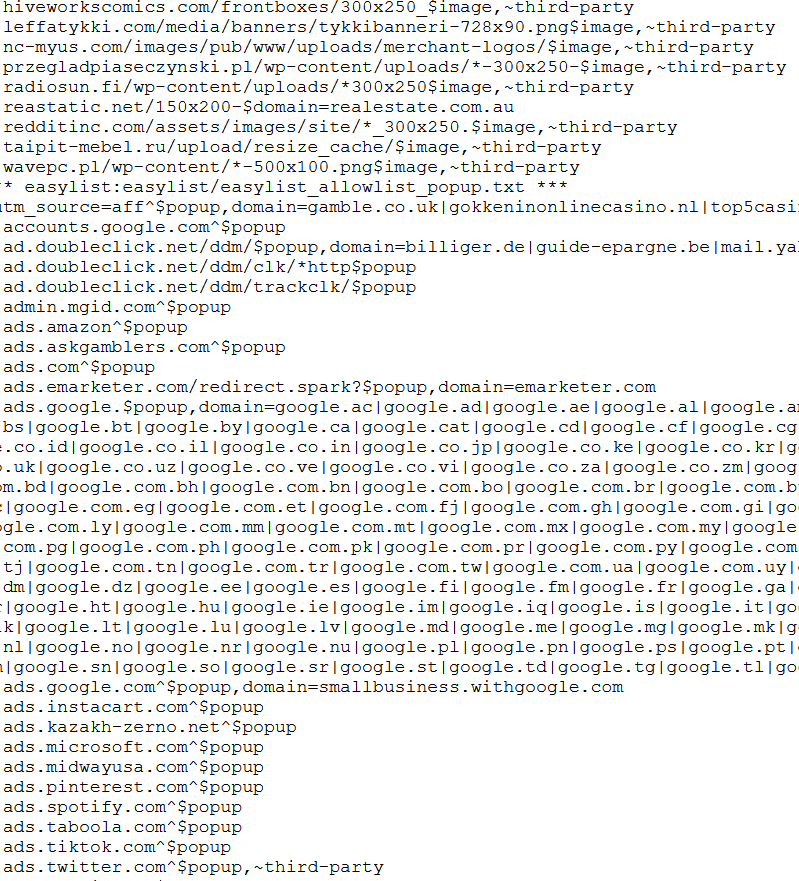 hiveworkscomics.com/frontboxes/300x250_$image,~third-party
leffatykki.com/media/banners/tykkibanneri-728x90.png$image,~third-party
nc-myus.com/images/pub/www/uploads/merchant-logos/$image,~third-party
przegladpiaseczynski.pl/wp-content/uploads/*-300x250-$image,~third-party
radiosun.fi/wp-content/uploads/*300x250$image,~third-party
reastatic.net/150x200-$domain=realestate.com.au
redditinc.com/assets/images/site/*_300x250.$image,~third-party
taipit-mebel.ru/upload/resize_cache/$image,~third-party
wavepc.pl/wp-content/*-500x100.png$image,~third-party
** easylist:easylist/easylist_allowlist_popup.txt ***
utm_source=aff^$popup,domain=gamble.co.uk|gokkeninonlinecasino.nl|top5casi
accounts.google.com^$popup
ad.doubleclick.net/ddm/$popup,domain=billiger.de|guide-epargne.be|mail.ya
ad.doubleclick.net/ddm/clk/*http$popup
ad.doubleclick.net/ddm/trackclk/$popup
admin.mgid.com^$popup
ads.amazon^$popup
ads.askgamblers.com^$popup
ads.com^$popup
ads.emarketer.com/redirect.spark?$popup,domain=emarketer.com
ads.google.$popup,domain=google.ac|google.ad|google.ae|google.al|google.am
bs|google.bt|google.by|google.ca|google.cat|google.cd|google.cf|google.cg
e.co.id|google.co.il|google.co.in|google.co.jp|google.co.ke|google.co.kr|g
o.uk|google.co.uz|google.co.ve|google.co.vi|google.co.za|google.co.zm|goog
om.bd|google.com.bh|google.com.bn|google.com.bo|google.com.br|google.com.b
c|google.com.eg|google.com.et|google.com.fj|google.com.gh|google.com.gi|go
ogle.com.ly|google.com.mm|google.com.mt|google.com.mx|google.com.my|google
com.pg|google.com.ph|google.com.pk|google.com.pr|google.com.py|google.com
tj|google.com.tn|google.com.tr|google.com.tw|google.com.ua|google.com.uy|
dm|google.dz|google.ee|google.es|google.fi|google.fm|google.fr|google.ga|
r|google.ht|google.hu|google.ie|google.im|google.iq|google.is|google.it|go
k|google.lt|google.lu|google.lv|google.md|google.me|google.mg|google.mk|g
nl|google.no|google.nr|google.nu|google.pl|google.pn|google.ps|google.pt|
n|google.sn|google.so|google.sr|google.st|google.td|google.tg|google.tl|go
ads.google.com^$popup,domain=smallbusiness.withgoogle.com
ads.instacart.com^$popup
ads.kazakh-zerno.net^$popup
ads.microsoft.com^$popup
ads.midwayusa.com^$popup
ads.pinterest.com^$popup
ads.spotify.com^$popup
ads.taboola.com^$popup
ads.tiktok.com^$popup
ads.twitter.com^$popup,~third-party